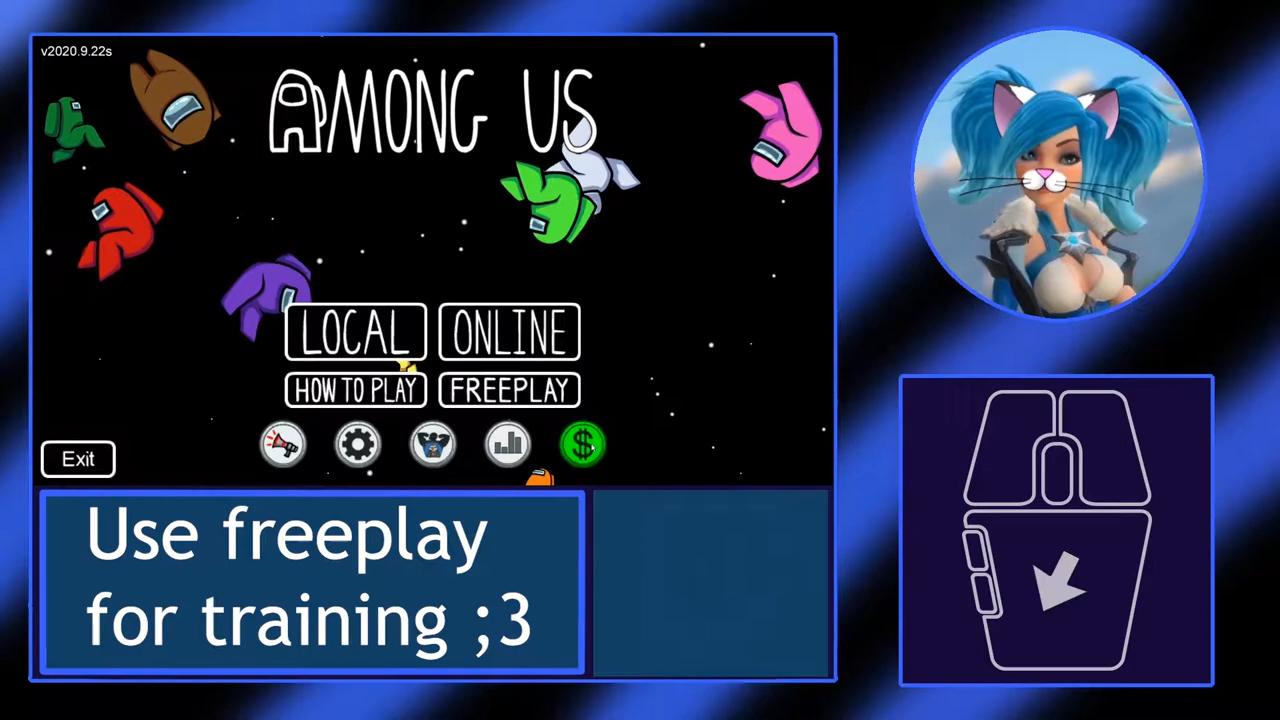 v2020.9.22s
AMONG US
LOCAL
ONLINE
HOW TO PLAY
FREEPLAY
$
Exit
Use freeplay
for training ;3